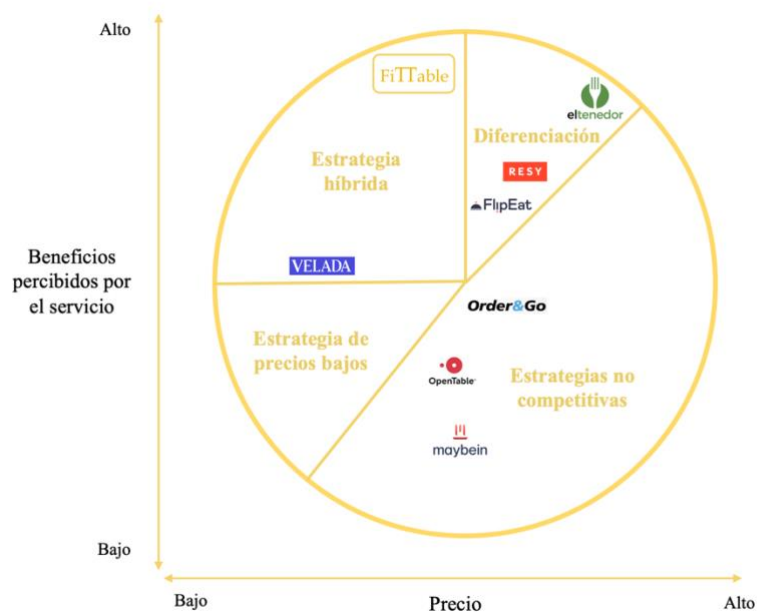 Alto
FiTTable
eltenedor
Diferenciación
Estrategia
híbrida
RESY
FlipEat
Beneficios
percibidos por
el servicio
VELADA
Order&Go
Estrategia de
precios bajos
OpenTable
Estrategias no
competitivas
maybein
Bajo
Bajo
Precio
Alto